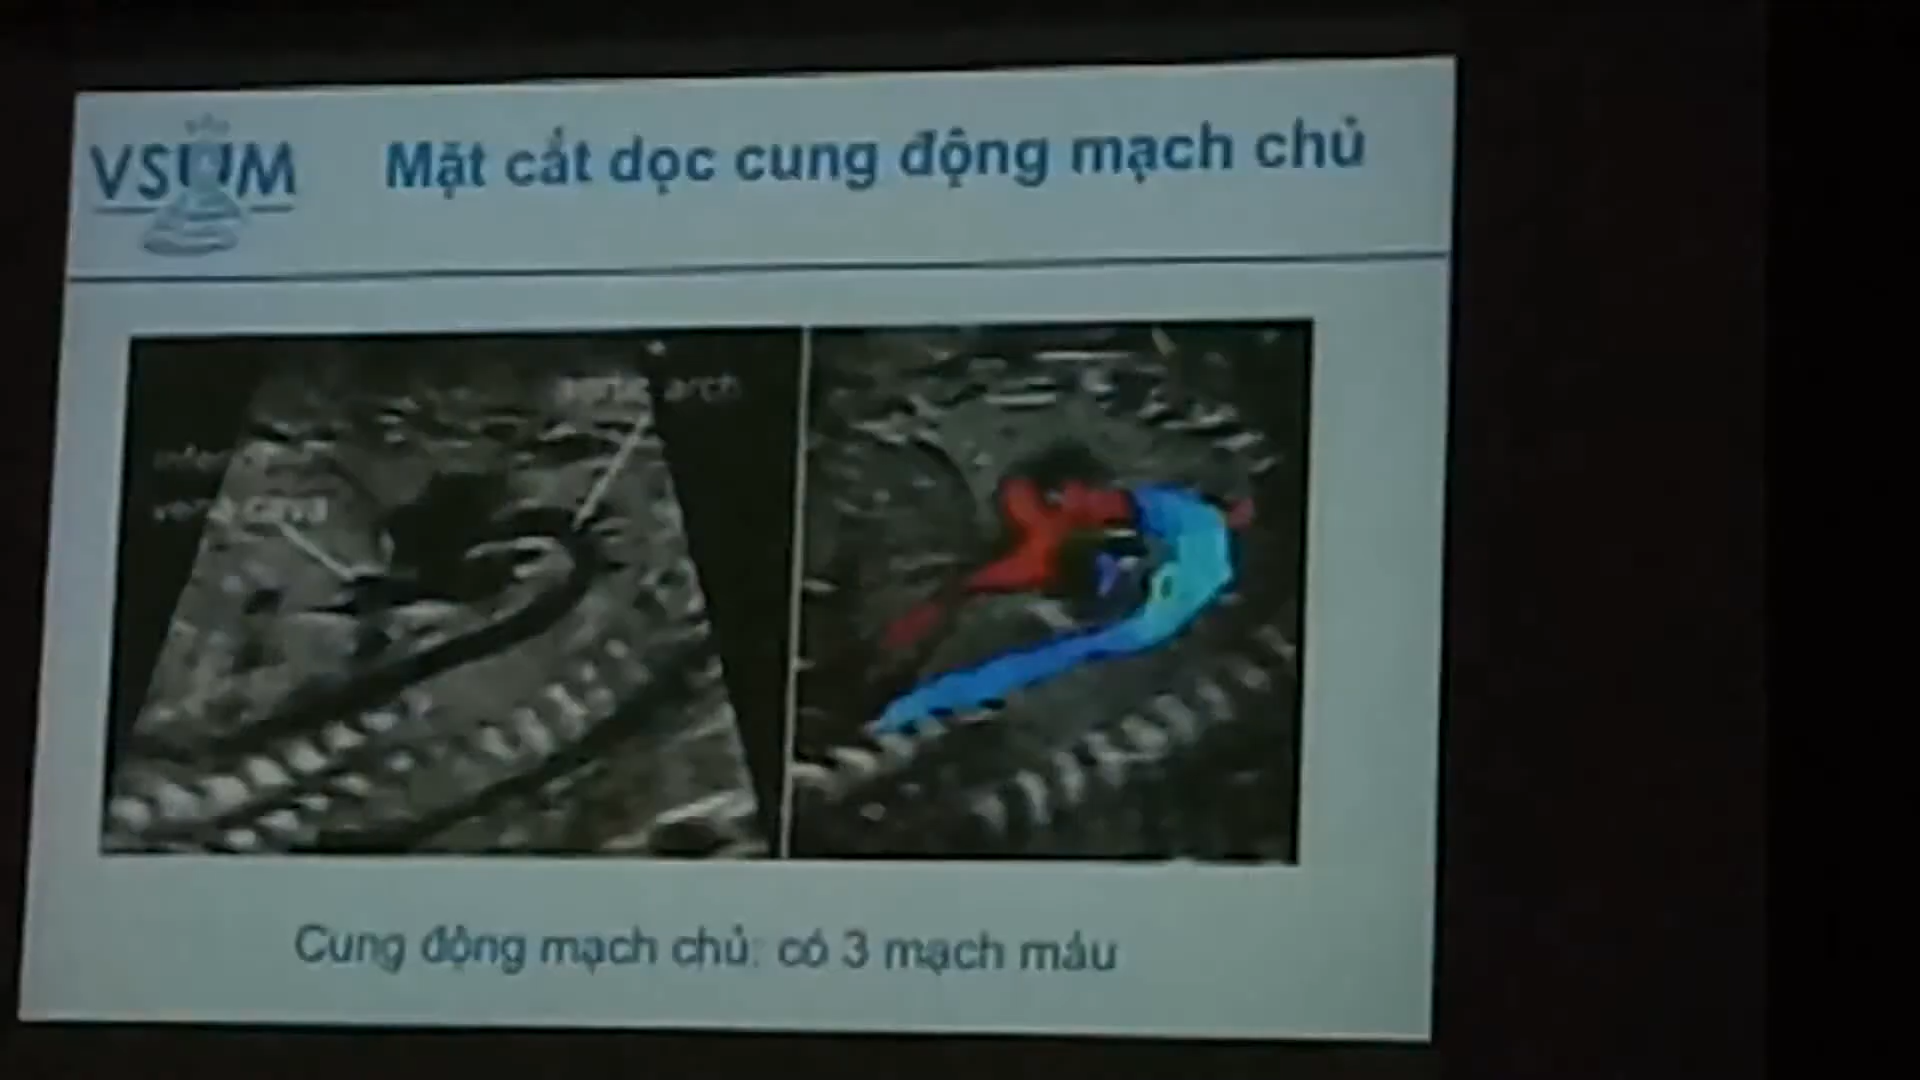 VSUM
Mặt cắt dọc cung động mạch chủ
aortic arch
vena cava
Cung động mạch chủ: có 3 mạch máu